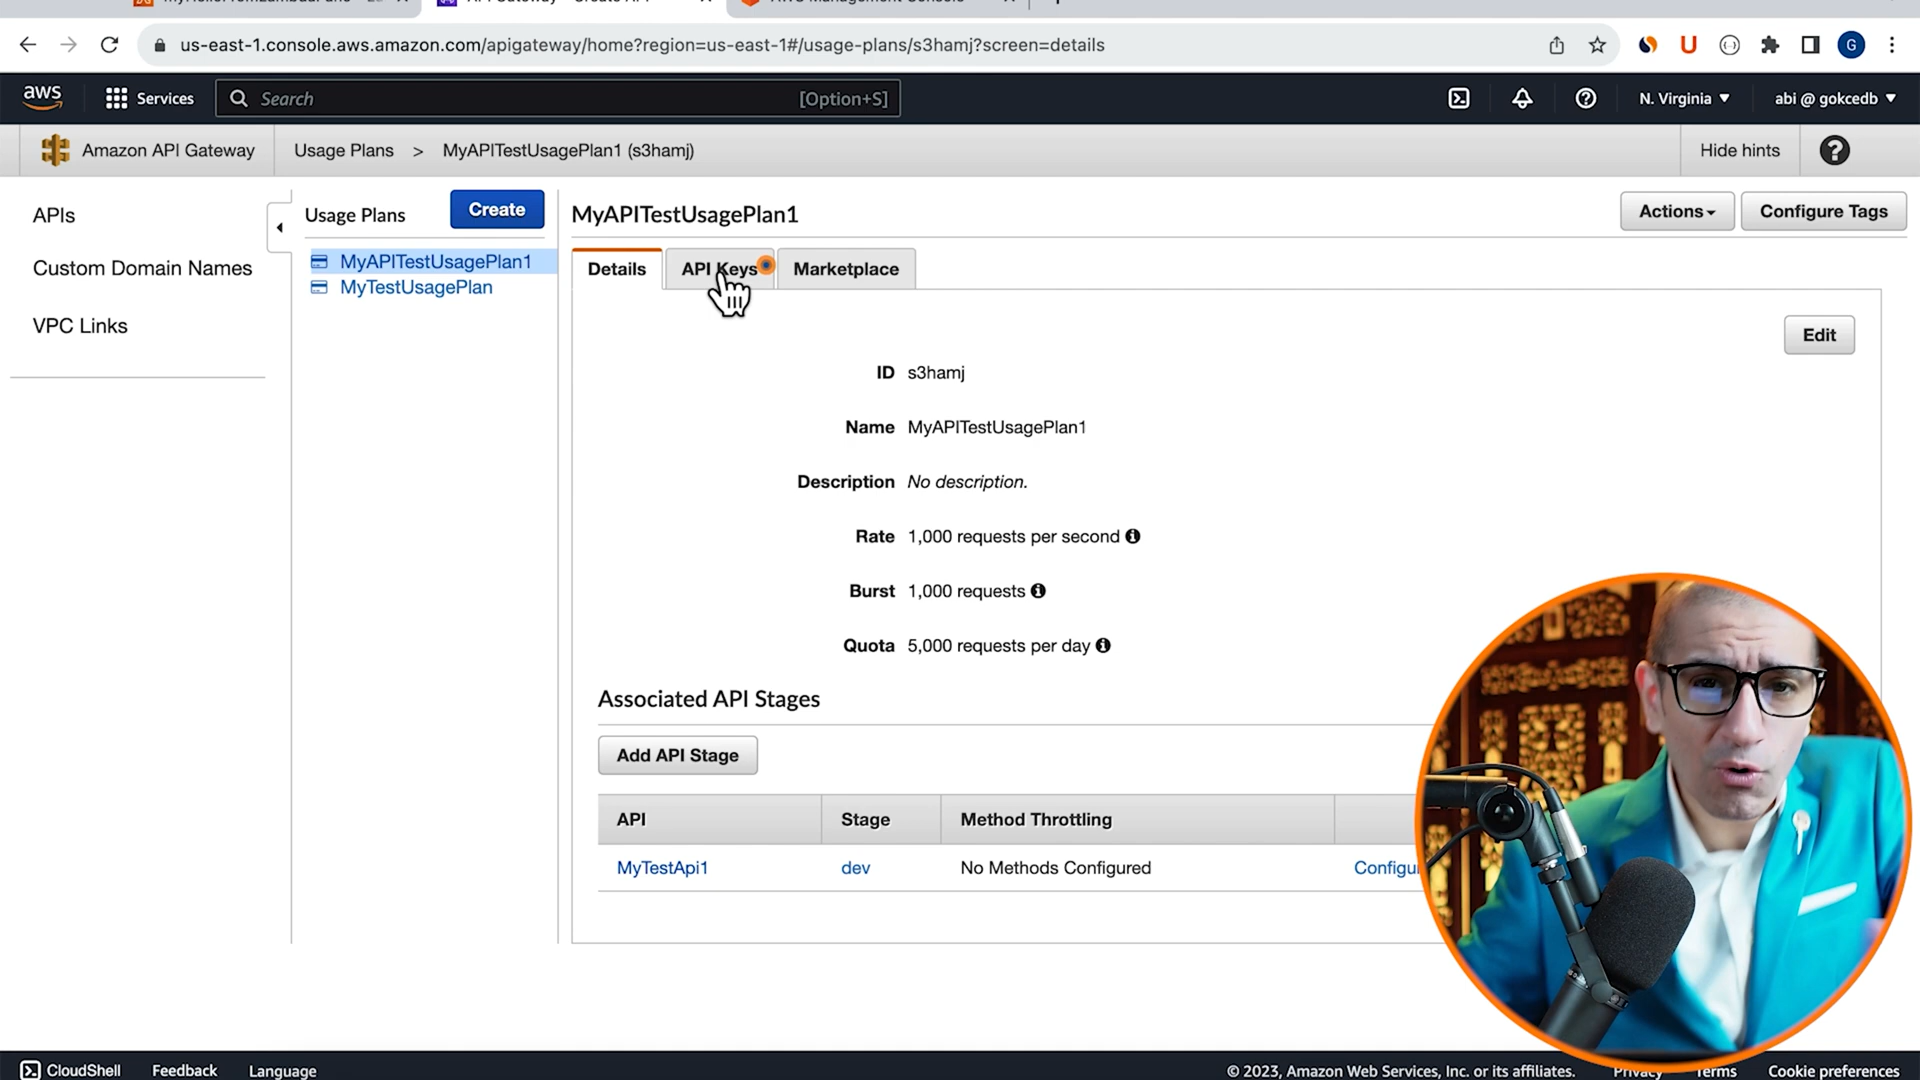 us-east-1.console.aws.amazon.com/apigateway/home?region=us-east-1#/usage-plans/s3hamj?screen=details
G
aws
Services
Search
[Option+S]
N. Virginia
abi @ gokcedb
Amazon API Gateway
Usage Plans > MyAPITestUsagePlan1 (s3hamj)
Hide hints
APIs
Custom Domain Names
VPC Links
Usage Plans
Create
MyAPITestUsagePlan1
MyTestUsagePlan
MyAPITestUsagePlan1
Actions
Configure Tags
Details
API Keys
Marketplace
Edit
ID s3hamj
Name MyAPITestUsagePlan1
Description No description.
Rate 1,000 requests per second
Burst 1,000 requests
Quota 5,000 requests per day
Associated API Stages
Add API Stage
API Stage Method Throttling
MyTestApi1 dev No Methods Configured Configu
CloudShell
Feedback
Language
© 2023, Amazon Web Services, Inc. or its affiliates.
Privacy
Terms
Cookie preferences